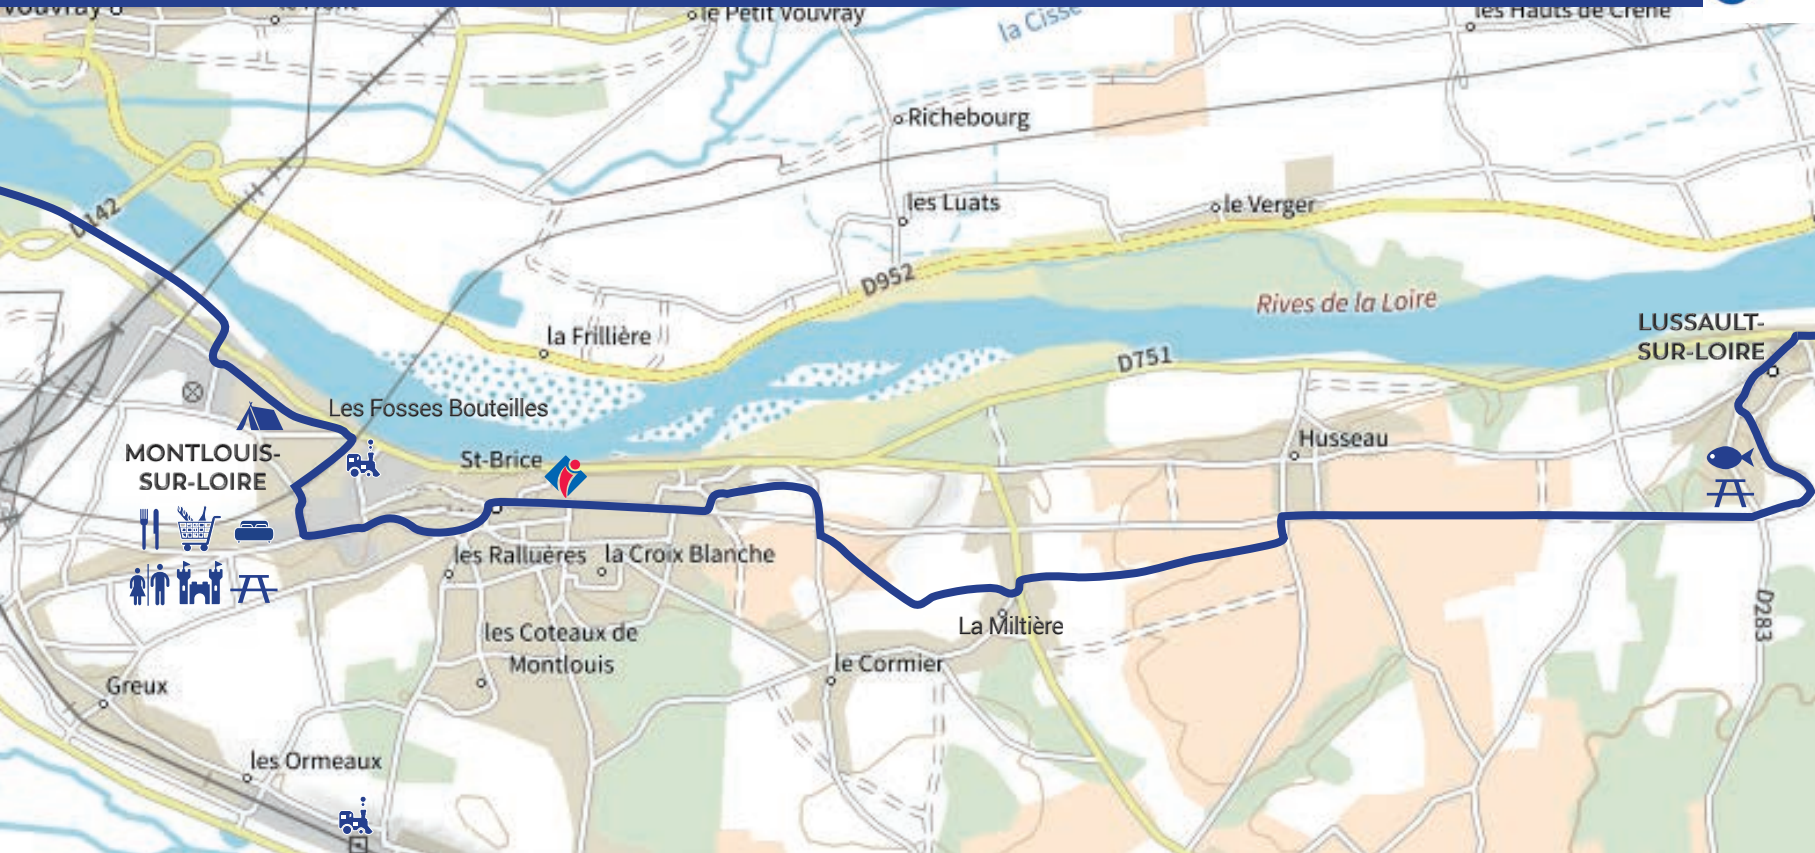 Vouvray
le Petit Vouvray
la Cisse
les Hauts de Crène
Richebourg
les Luats
le Verger
D142
D952
Rives de la Loire
la Frillière
LUSSAULT-
SUR-LOIRE
D751
Les Fosses Bouteilles
Husseau
MONTLOUIS-
SUR-LOIRE
St-Brice
les Ralluères
la Croix Blanche
La Miltière
D283
les Coteaux de
Montlouis
le Cormier
Greux
les Ormeaux